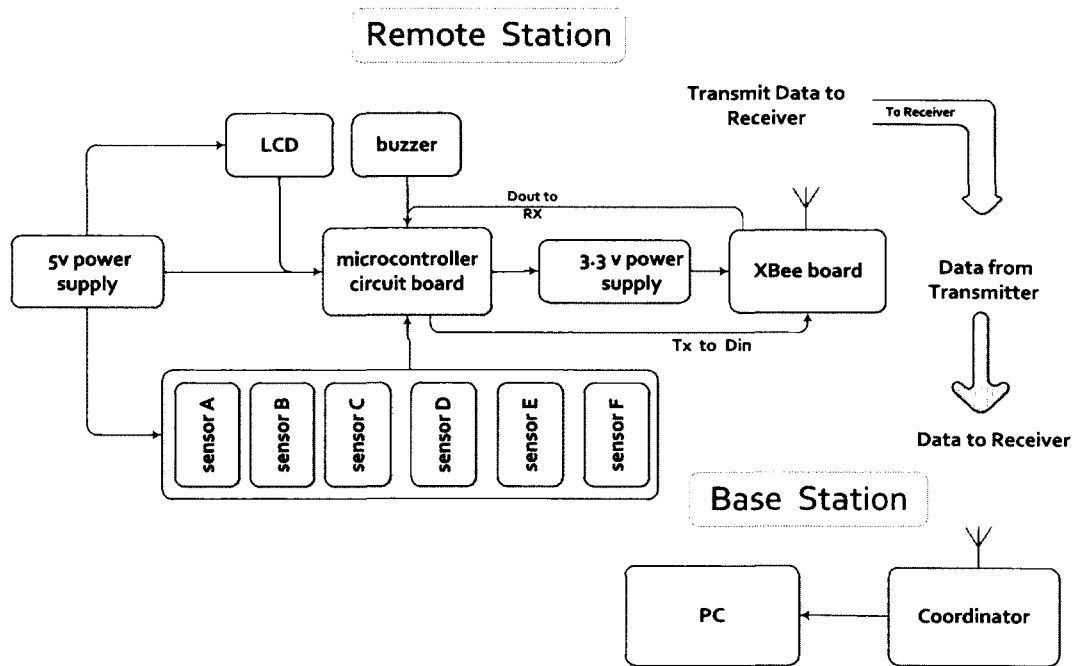 Remote Station
Transmit Data to
Receiver
To Receiver
LCD
buzzer
Dout to
RX
5v power
supply
microcontroller
circuit board
3.3 v power
supply
XBee board
Data from
Transmitter
Tx to Din
sensor A
sensor B
sensor C
sensor D
sensor E
sensor F
Data to Receiver
Base Station
PC
Coordinator